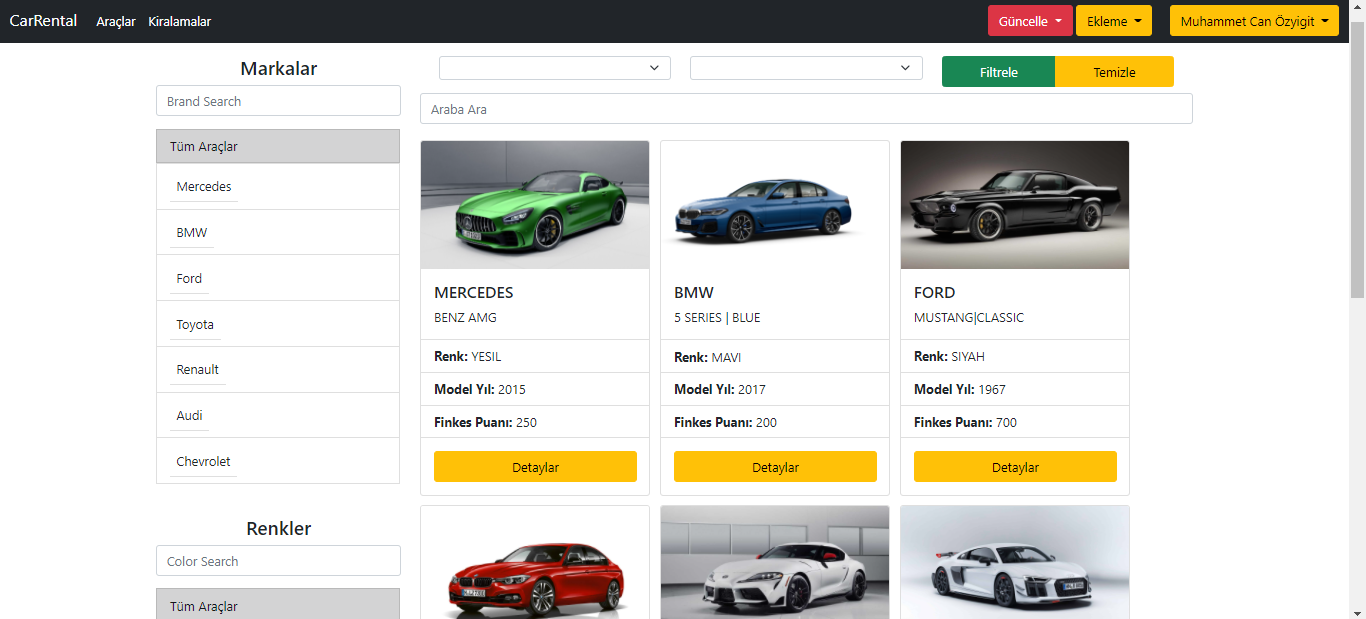 CarRental Araçlar Kiralamalar Güncelle Ekleme Muhammet Can Özyigit
Markalar
Brand Search
Tüm Araçlar
Mercedes
BMW
Ford
Toyota
Renault
Audi
Chevrolet
Renkler
Color Search
Tüm Araçlar
Filtrele Temizle
Araba Ara
MERCEDES
BENZ AMG
Renk: YESIL
Model Yıl: 2015
Finkes Puanı: 250
Detaylar
BMW
5 SERIES | BLUE
Renk: MAVI
Model Yıl: 2017
Finkes Puanı: 200
Detaylar
FORD
MUSTANG|CLASSIC
Renk: SIYAH
Model Yıl: 1967
Finkes Puanı: 700
Detaylar